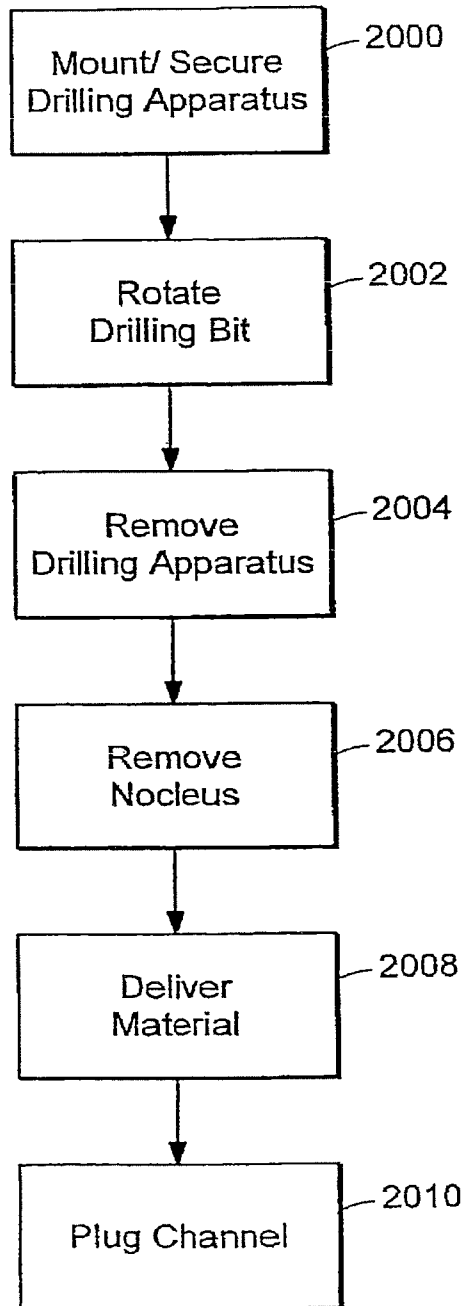 Mount/ Secure
Drilling Apparatus
2000
Rotate
Drilling Bit
2002
Remove
Drilling Apparatus
2004
Remove
Nocleus
2006
Deliver
Material
2008
Plug Channel
2010